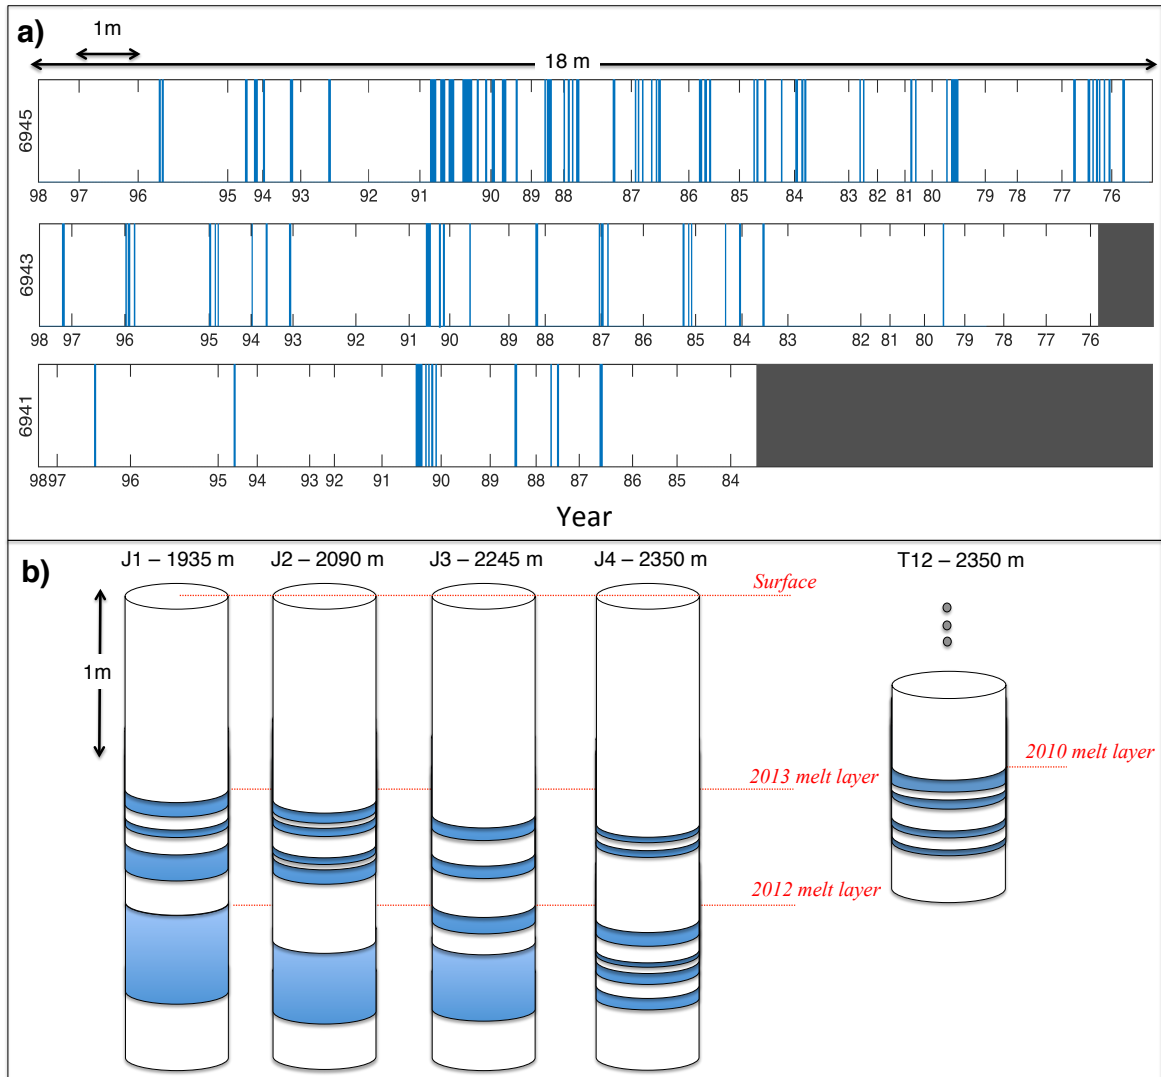 a)
1m
18 m
6945
98 97 96 95 94 93 92 91 90 89 88 87 86 85 84 83 82 81 80 79 78 77 76
6943
98 97 96 95 94 93 92 91 90 89 88 87 86 85 84 83 82 81 80 79 78 77 76
6941
9897 96 95 94 93 92 91 90 89 88 87 86 85 84
Year
b)
J1 – 1935 m J2 – 2090 m J3 – 2245 m J4 – 2350 m T12 – 2350 m
Surface
1m
2010 melt layer
2013 melt layer
2012 melt layer